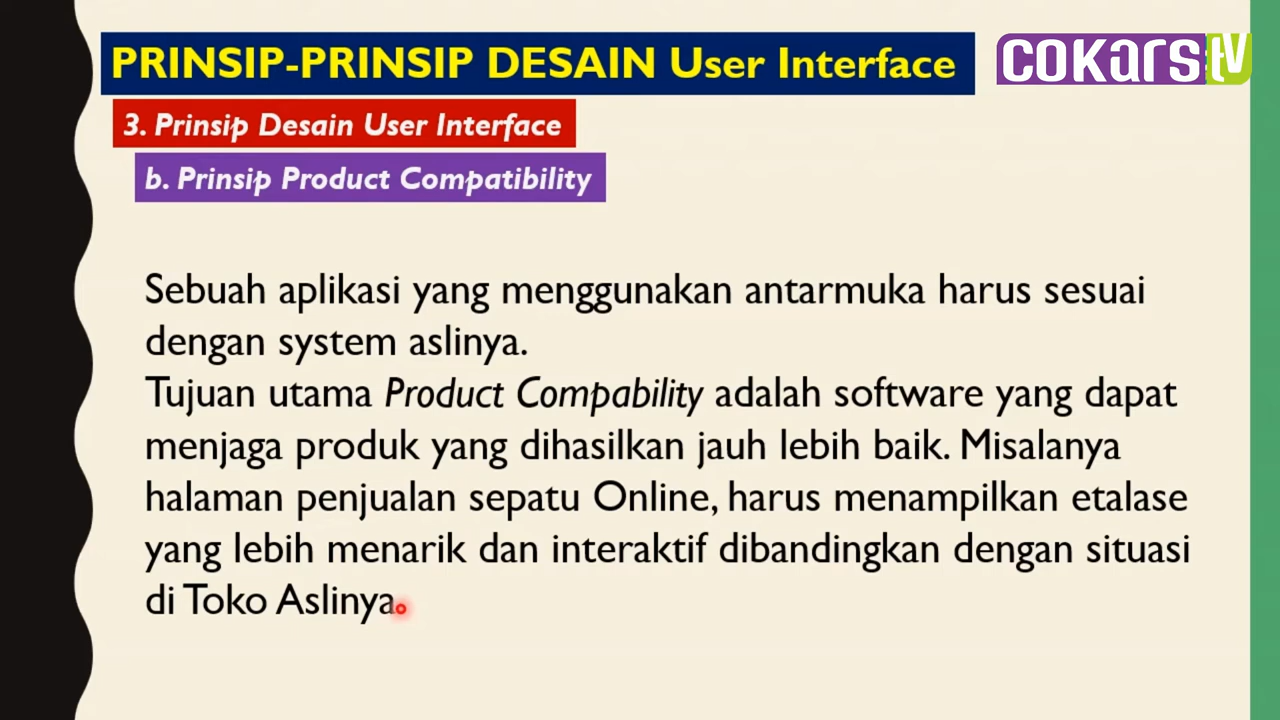 PRINSIP-PRINSIP DESAIN User Interface
cokarstv
3. Prinsip Desain User Interface
b. Prinsip Product Compatibility
Sebuah aplikasi yang menggunakan antarmuka harus sesuai
dengan system aslinya.
Tujuan utama Product Compability adalah software yang dapat
menjaga produk yang dihasilkan jauh lebih baik. Misalanya
halaman penjualan sepatu Online, harus menampilkan etalase
yang lebih menarik dan interaktif dibandingkan dengan situasi
di Toko Aslinya.